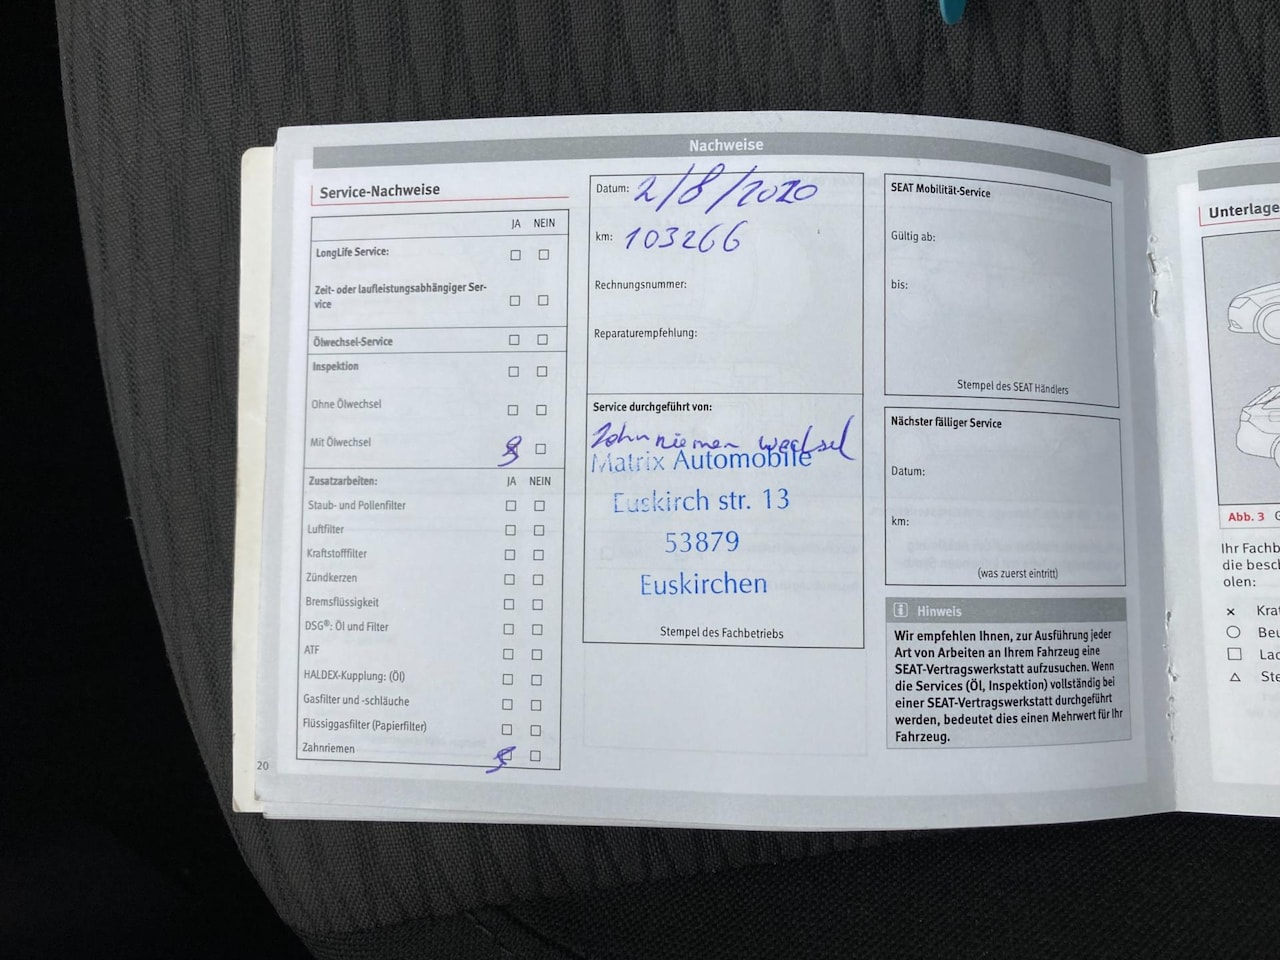 Nachweise
Service-Nachweise
JA NEIN
LongLife Service:
Zeit- oder laufleistungsabhängiger Ser-
vice
Ölwechsel-Service
Inspektion
Ohne Ölwechsel
Mit Ölwechsel
Zusatzarbeiten: JA NEIN
Staub- und Pollenfilter
Luftfilter
Kraftstofffilter
Zündkerzen
Bremsflüssigkeit
DSG®: Öl und Filter
ATF
HALDEX-Kupplung: (Öl)
Gasfilter und -schläuche
Flüssiggasfilter (Papierfilter)
Zahnriemen
20
Datum: 2/8/2020
km: 103266
Rechnungsnummer:
Reparaturempfehlung:
Service durchgeführt von:
Zahnriemen wechsel
Matrix Automobile
Euskirch str. 13
53879
Euskirchen
Stempel des Fachbetriebs
SEAT Mobilität-Service
Gültig ab:
bis:
Stempel des SEAT Händlers
Nächster fälliger Service
Datum:
km:
(was zuerst eintritt)
i Hinweis
Wir empfehlen Ihnen, zur Ausführung jeder
Art von Arbeiten an Ihrem Fahrzeug eine
SEAT-Vertragswerkstatt aufzusuchen. Wenn
die Services (Öl, Inspektion) vollständig bei
einer SEAT-Vertragswerkstatt durchgeführt
werden, bedeutet dies einen Mehrwert für Ihr
Fahrzeug.
Unterlage
Abb. 3 G
Ihr Fachb
die besch
olen:
Kra
Beu
Lac
Ste